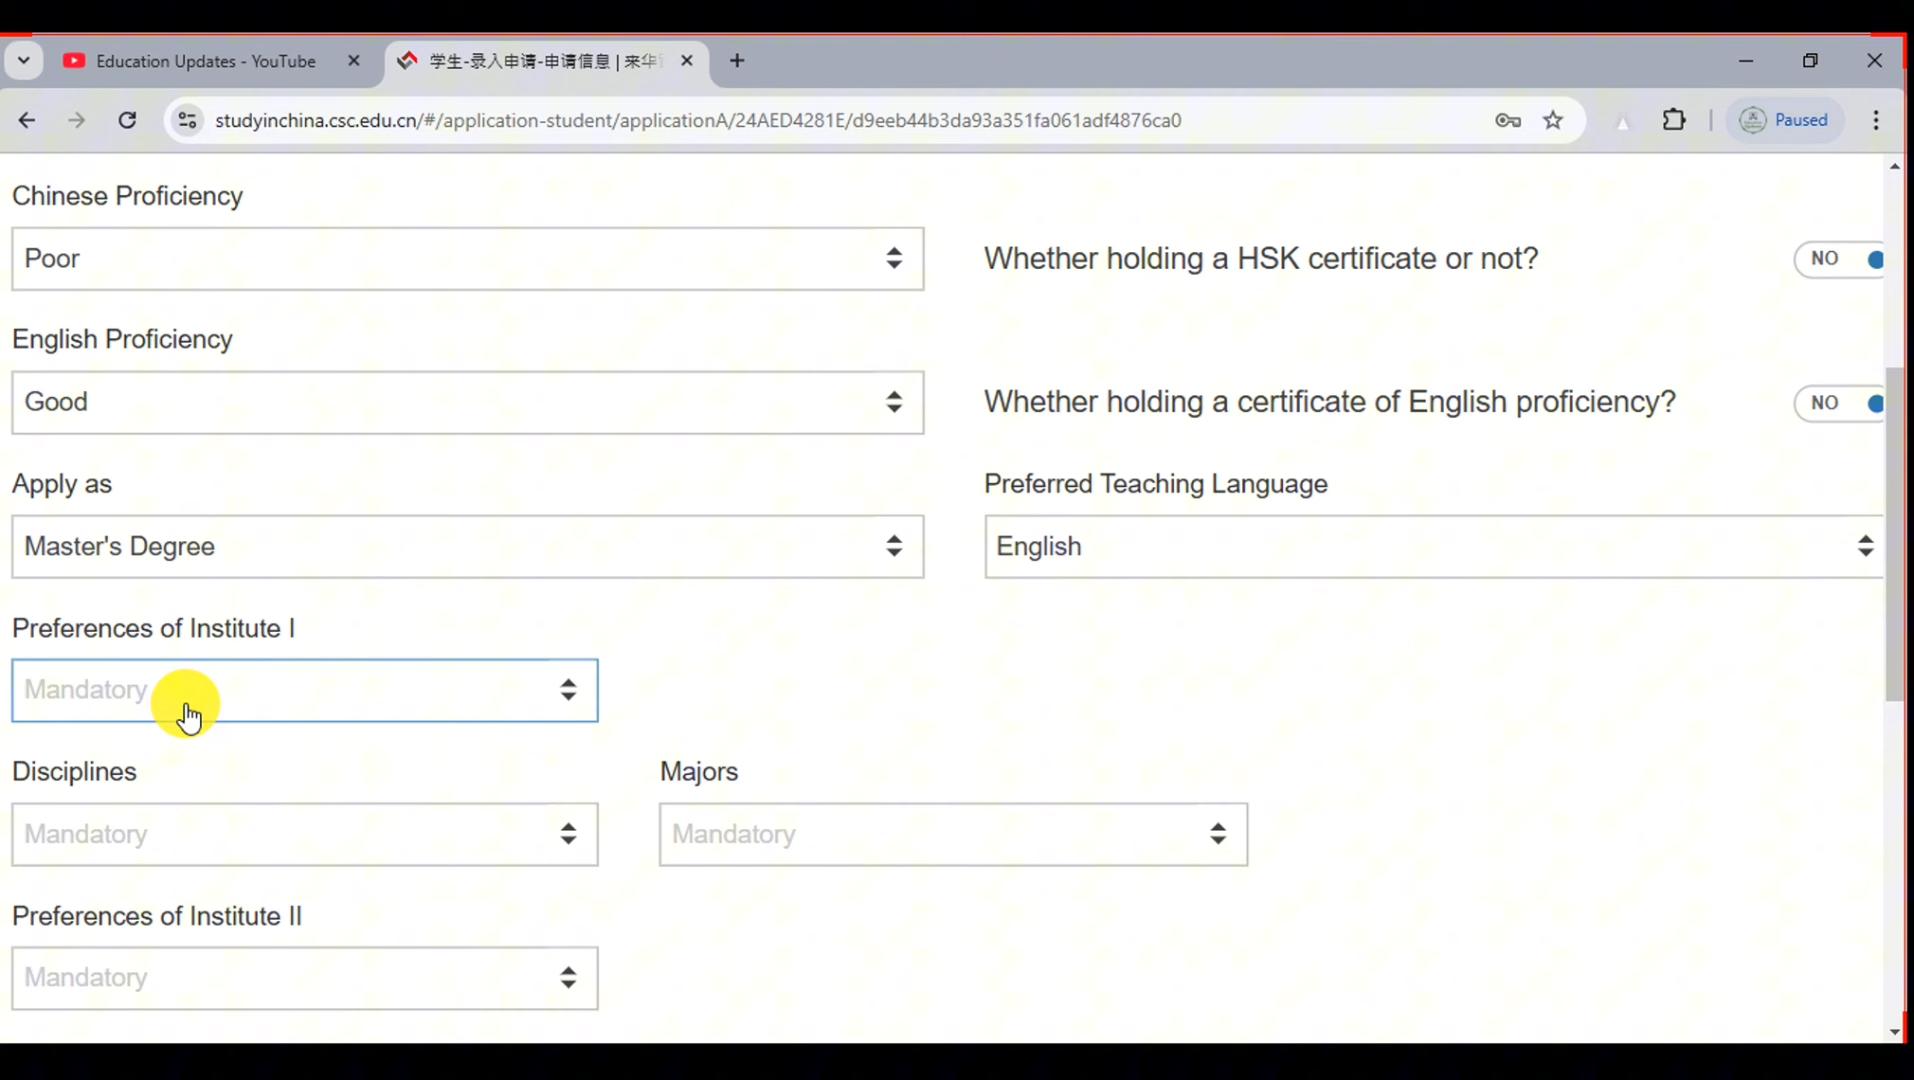 Education Updates - YouTube
学生-录入申请-申请信息 | 来华
studyinchina.csc.edu.cn/#/application-student/applicationA/24AED4281E/d9eeb44b3da93a351fa061adf4876ca0
Paused
Chinese Proficiency
Poor
Whether holding a HSK certificate or not?
NO
English Proficiency
Good
Whether holding a certificate of English proficiency?
NO
Apply as
Preferred Teaching Language
Master's Degree
English
Preferences of Institute I
Mandatory
Disciplines
Majors
Mandatory
Mandatory
Preferences of Institute II
Mandatory